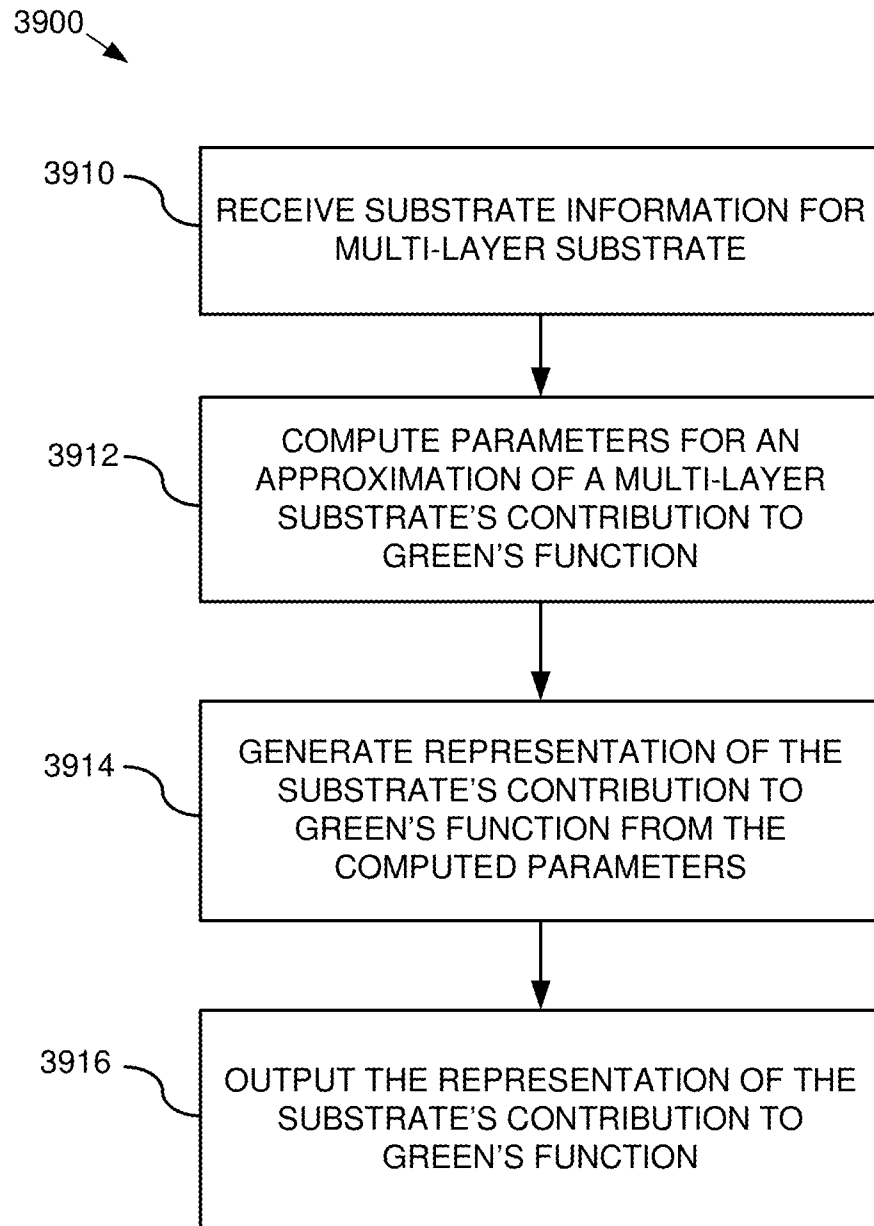 3900
3910
RECEIVE SUBSTRATE INFORMATION FOR
MULTI-LAYER SUBSTRATE
3912
COMPUTE PARAMETERS FOR AN
APPROXIMATION OF A MULTI-LAYER
SUBSTRATE'S CONTRIBUTION TO
GREEN'S FUNCTION
3914
GENERATE REPRESENTATION OF THE
SUBSTRATE'S CONTRIBUTION TO
GREEN'S FUNCTION FROM THE
COMPUTED PARAMETERS
3916
OUTPUT THE REPRESENTATION OF THE
SUBSTRATE'S CONTRIBUTION TO
GREEN'S FUNCTION